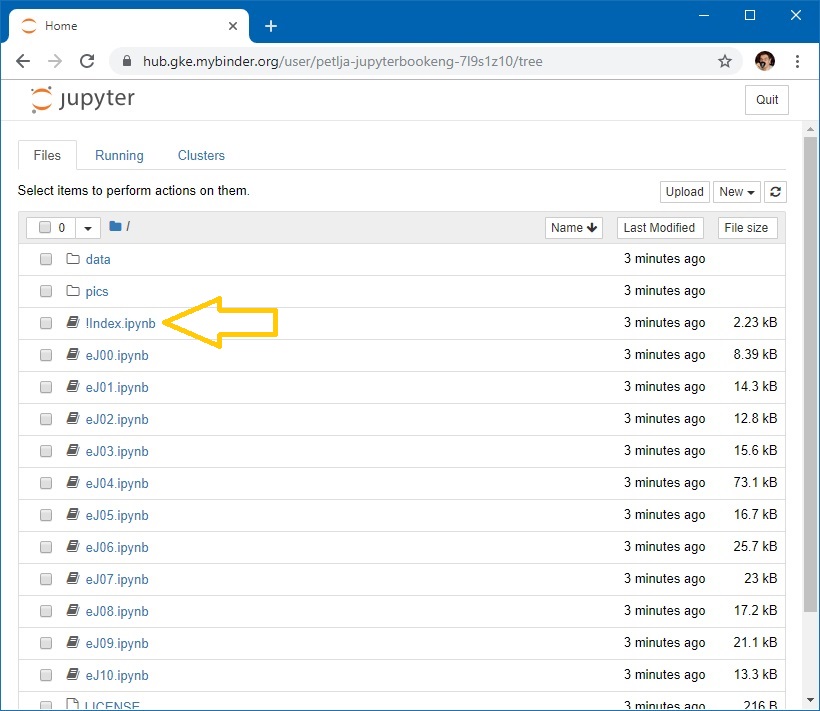 Home
hub.gke.mybinder.org/user/petlja-jupyterbookeng-7l9s1z10/tree
jupyter
Quit
Files Running Clusters
Select items to perform actions on them.
Upload New
0 / Name Last Modified File size
data 3 minutes ago
pics 3 minutes ago
!Index.ipynb 3 minutes ago 2.23 kB
eJ00.ipynb 3 minutes ago 8.39 kB
eJ01.ipynb 3 minutes ago 14.3 kB
eJ02.ipynb 3 minutes ago 12.8 kB
eJ03.ipynb 3 minutes ago 15.6 kB
eJ04.ipynb 3 minutes ago 73.1 kB
eJ05.ipynb 3 minutes ago 16.7 kB
eJ06.ipynb 3 minutes ago 25.7 kB
eJ07.ipynb 3 minutes ago 23 kB
eJ08.ipynb 3 minutes ago 17.2 kB
eJ09.ipynb 3 minutes ago 21.1 kB
eJ10.ipynb 3 minutes ago 13.3 kB
LICENSE 3 minutes ago 216 B